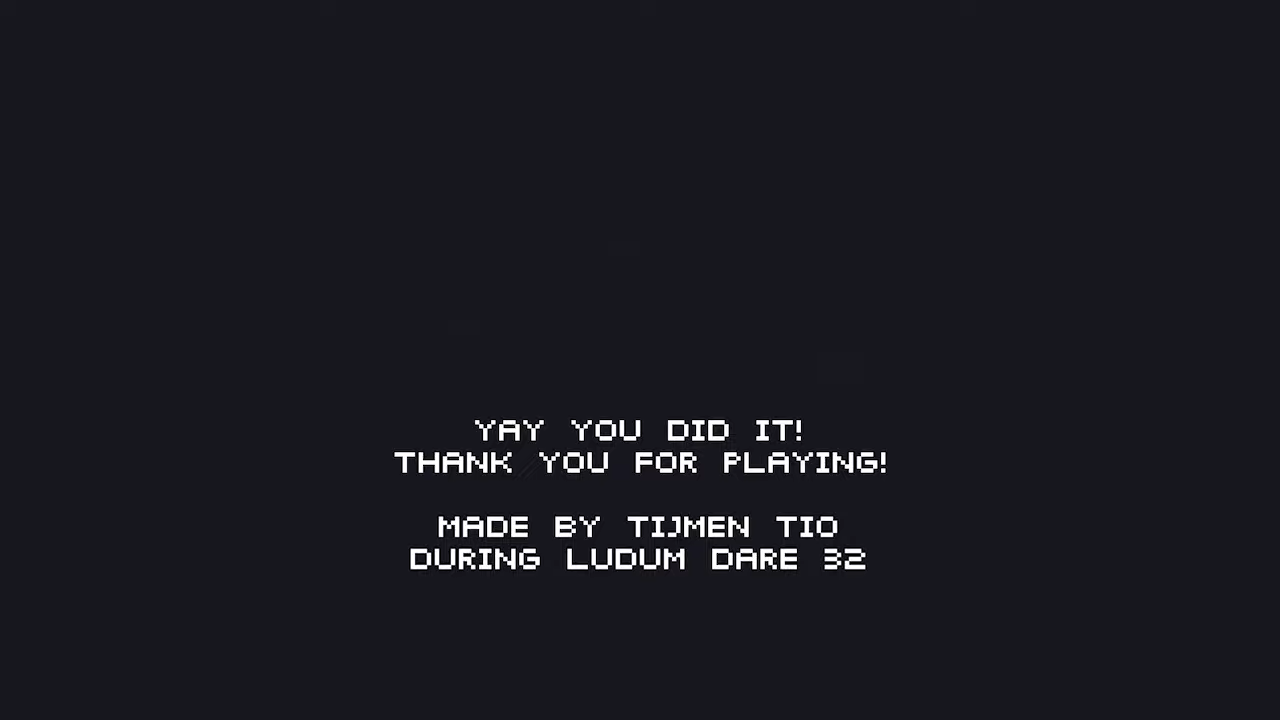 YAY YOU DID IT!
THANK YOU FOR PLAYING!
MADE BY TIJMEN TIO
DURING LUDUM DARE 32